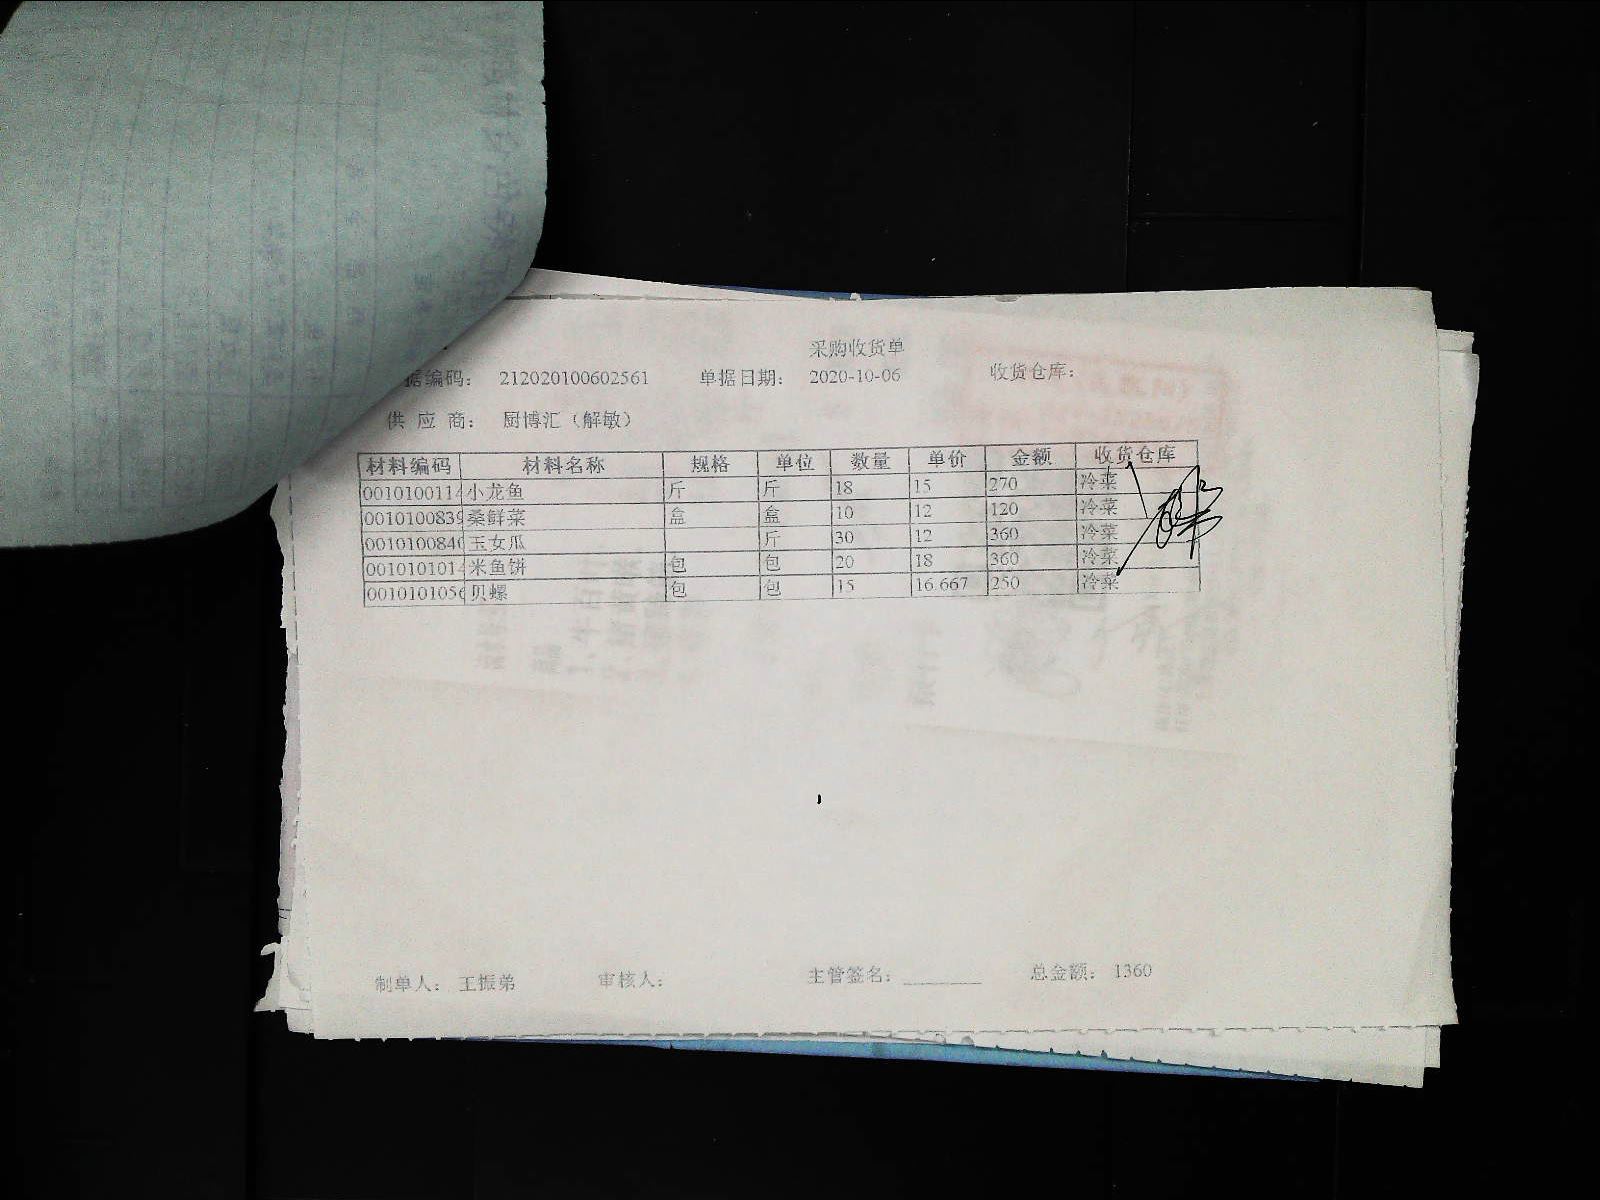 采购收货单
据编码： 212020100602561 单据日期： 2020-10-06 收货仓库：
供 应 商： 厨博汇（解敏）
材料编码 材料名称 规格 单位 数量 单价 金额 收货仓库
0010100114 小龙鱼 斤 斤 18 15 270 冷菜
0010100839 桑鲜菜 盒 盒 10 12 120 冷菜
001010084 玉女瓜 斤 30 12 360 冷菜
001010101 米鱼饼 包 包 20 18 360 冷菜
001010105 贝螺 包 包 15 16.667 250 冷菜
制单人： 王振弟 审核人： 主管签名： 总金额： 1360